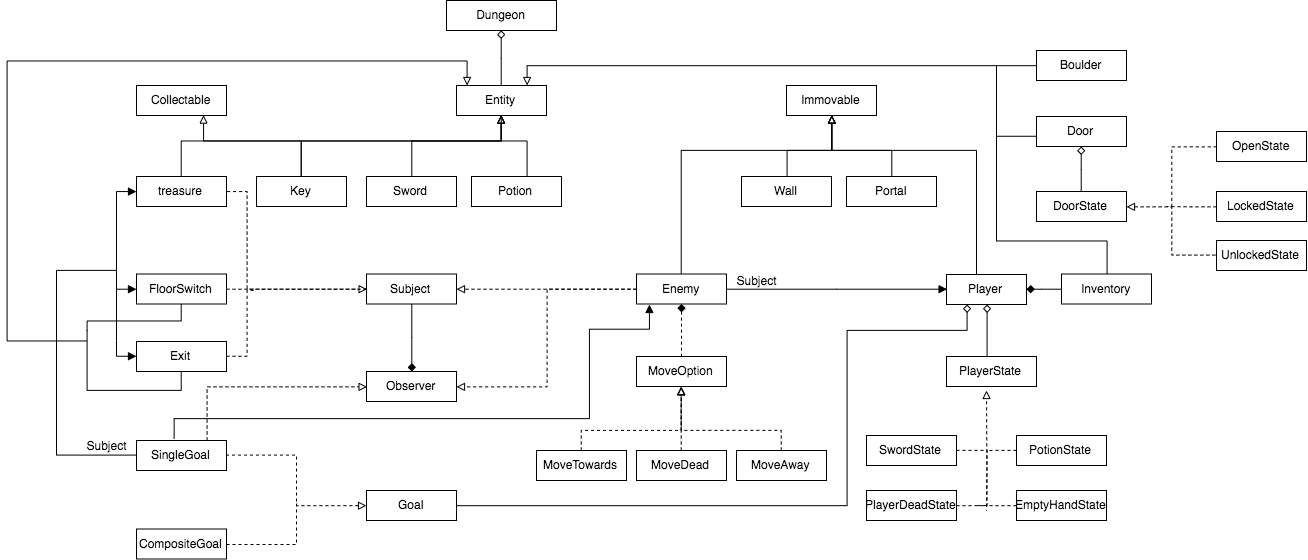 Dungeon
Boulder
Collectable
Entity
Immovable
Door
OpenState
treasure
Key
Sword
Potion
Wall
Portal
DoorState
LockedState
UnlockedState
FloorSwitch
Subject
Enemy
Subject
Player
Inventory
Exit
Observer
MoveOption
PlayerState
Subject
SingleGoal
MoveTowards
MoveDead
MoveAway
SwordState
PotionState
Goal
PlayerDeadState
EmptyHandState
CompositeGoal